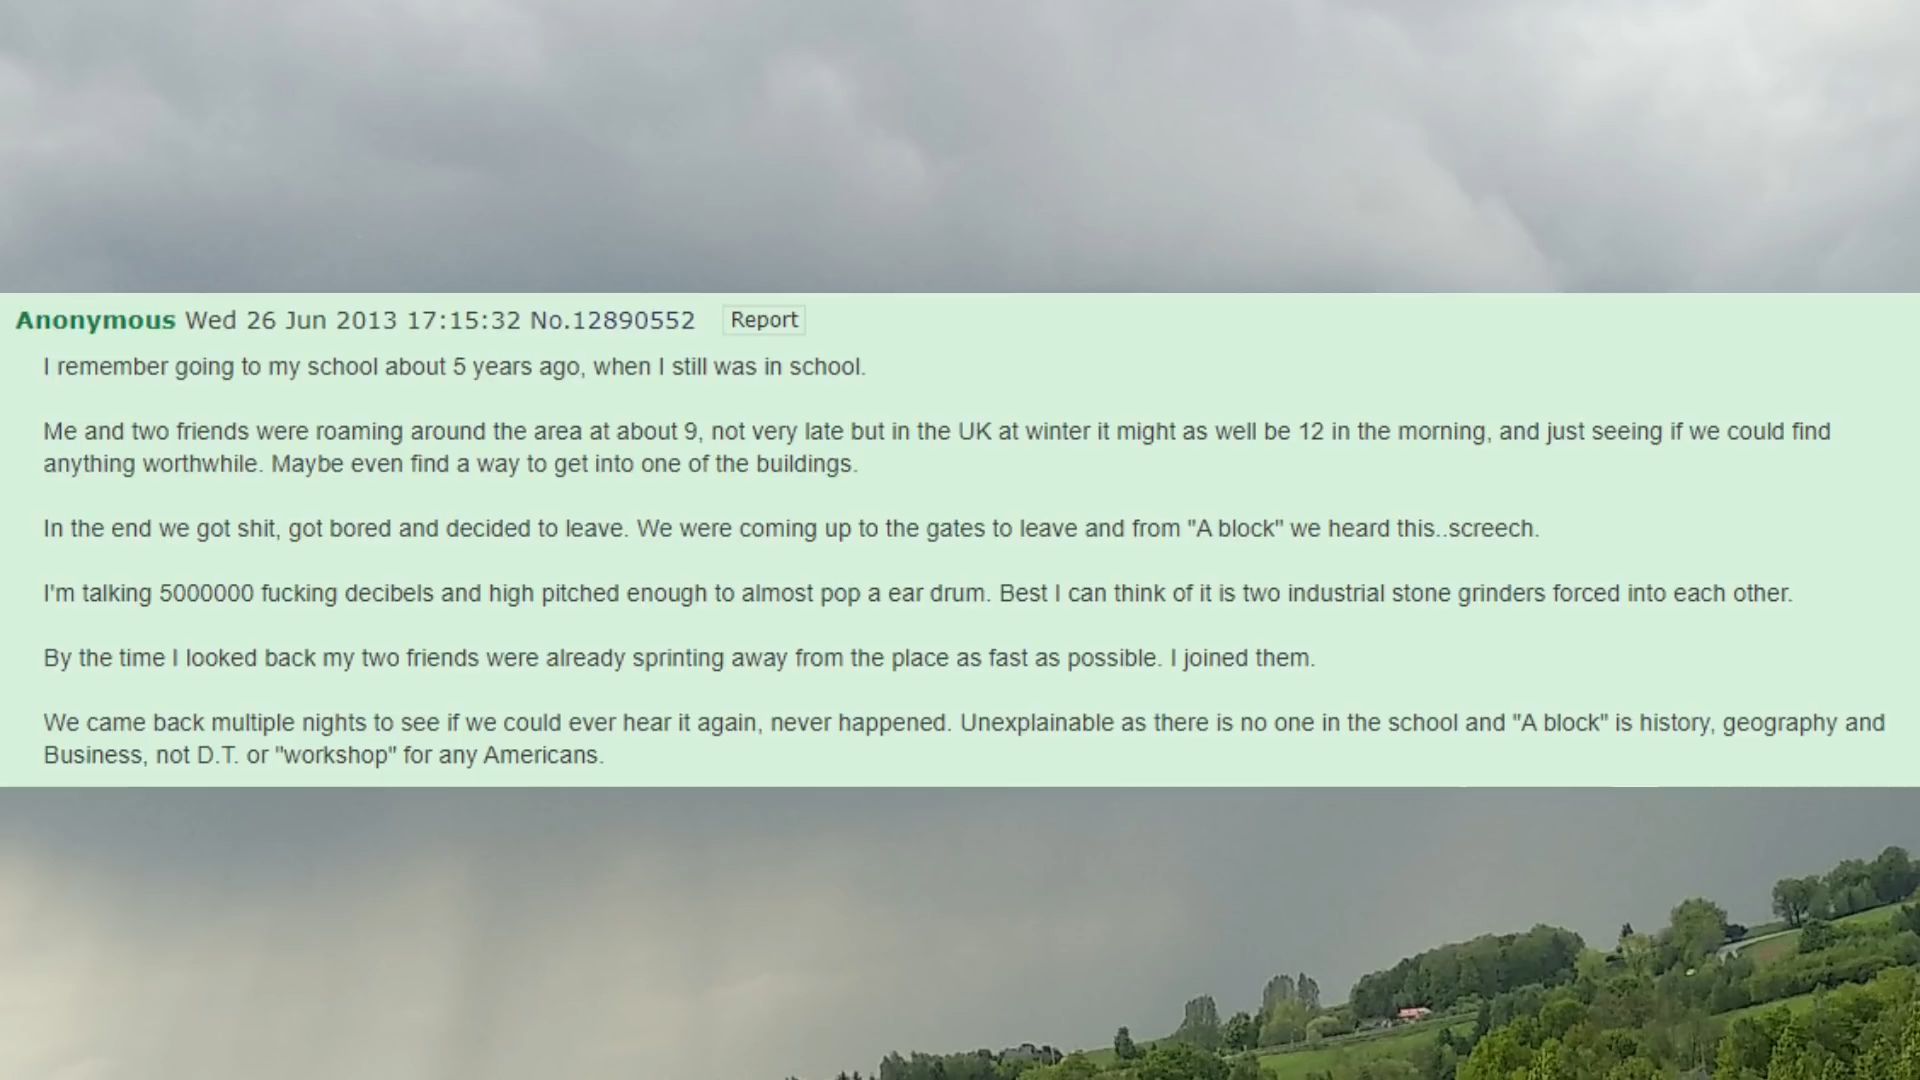 Anonymous Wed 26 Jun 2013 17:15:32 No.12890552 Report
I remember going to my school about 5 years ago, when I still was in school.
Me and two friends were roaming around the area at about 9, not very late but in the UK at winter it might as well be 12 in the morning, and just seeing if we could find
anything worthwhile. Maybe even find a way to get into one of the buildings.
In the end we got shit, got bored and decided to leave. We were coming up to the gates to leave and from "A block" we heard this..screech.
I'm talking 5000000 fucking decibels and high pitched enough to almost pop a ear drum. Best I can think of it is two industrial stone grinders forced into each other.
By the time I looked back my two friends were already sprinting away from the place as fast as possible. I joined them.
We came back multiple nights to see if we could ever hear it again, never happened. Unexplainable as there is no one in the school and "A block" is history, geography and
Business, not D.T. or "workshop" for any Americans.